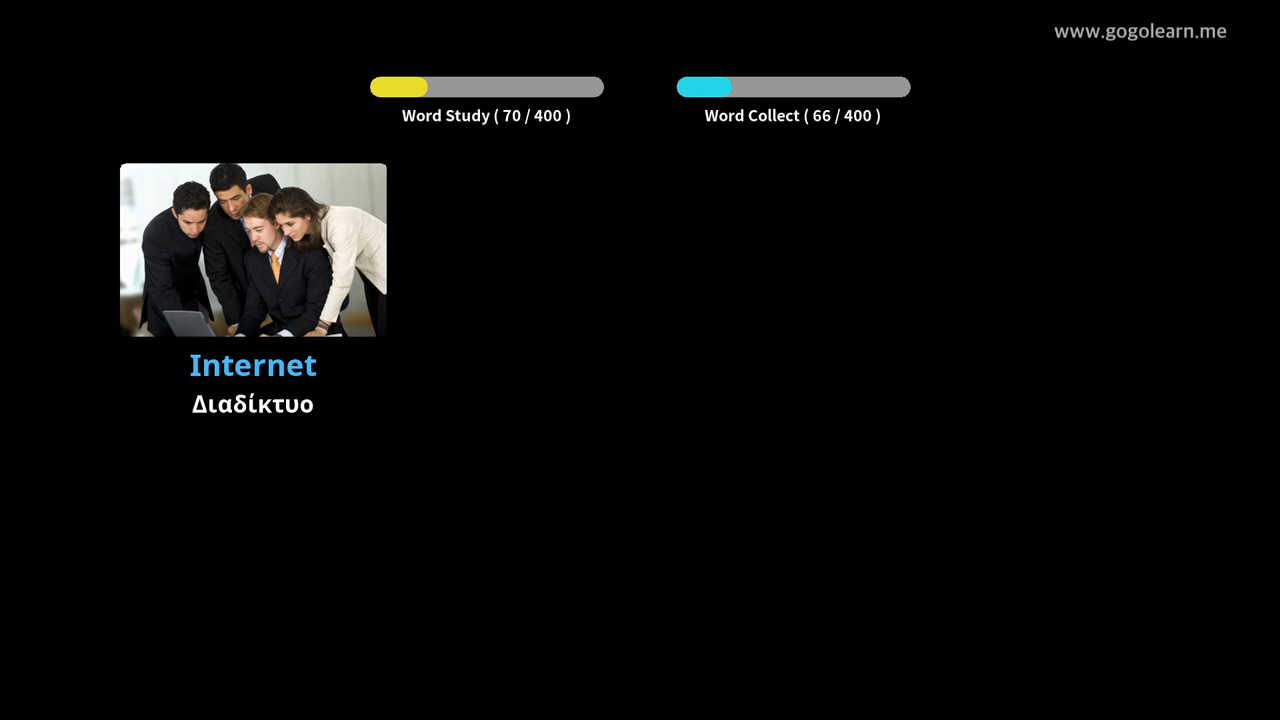 www.gogolearn.me
Word Study ( 70 / 400 )
Word Collect ( 66 / 400 )
Internet
Διαδίκτυο